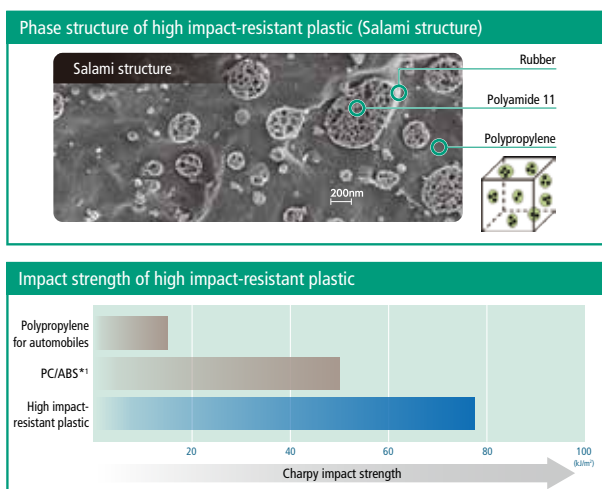 Phase structure of high impact-resistant plastic (Salami structure)
Salami structure
Rubber
Polyamide 11
Polypropylene
200nm
Impact strength of high impact-resistant plastic
Polypropylene
for automobiles
PC/ABS*1
High impact-
resistant plastic
20
40
60
80
100
(kJ/m²)
Charpy impact strength